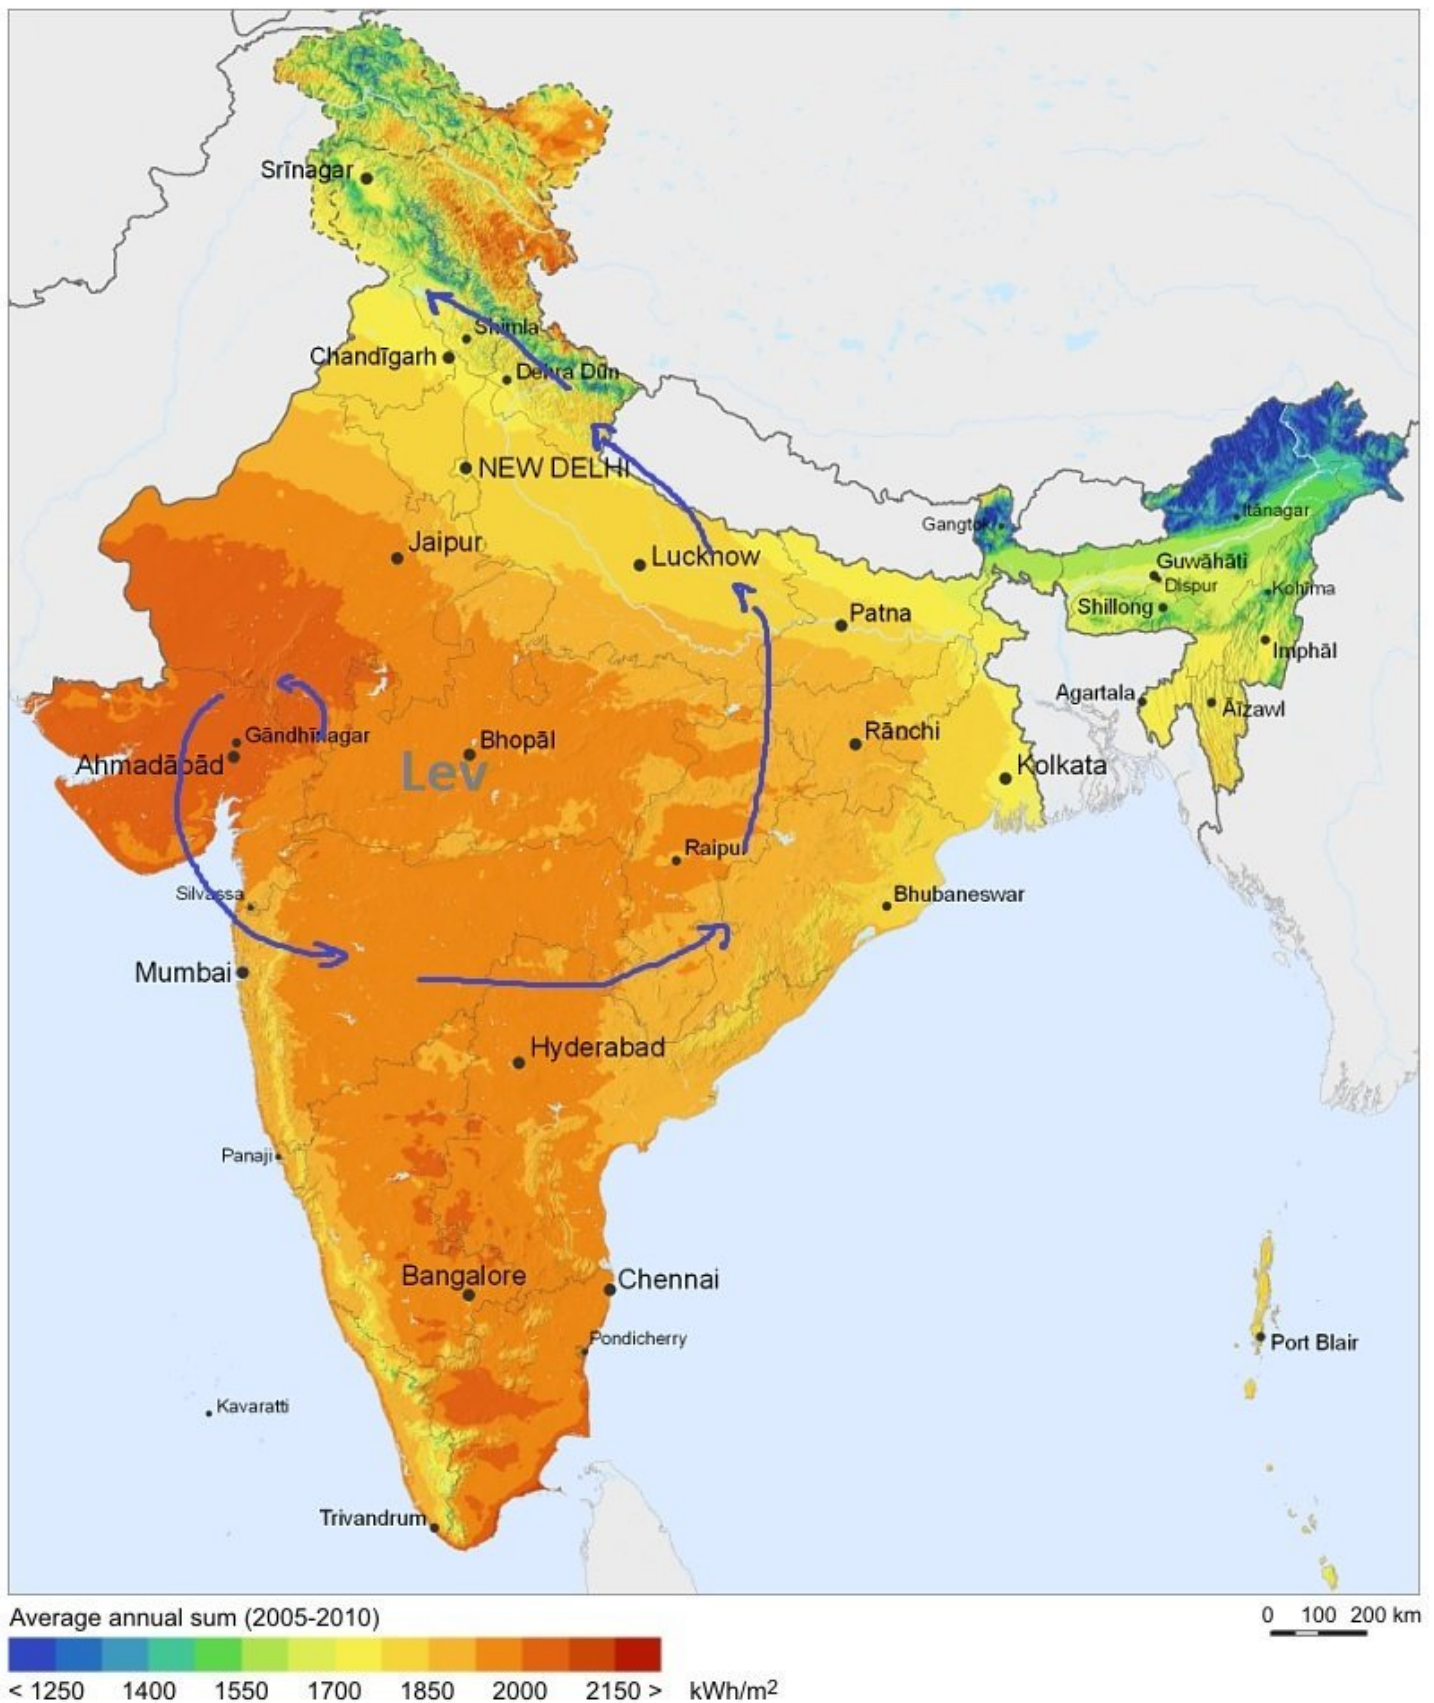 Srīnagar
Shimla
Chandīgarh
Dehra Dūn
NEW DELHI
Jaipur
Lucknow
Gangtok
Itānagar
Guwāhāti
Dispur
Kohīma
Shillong
Patna
Imphāl
Agartala
Āīzawl
Gāndhīnagar
Ahmadābād
Bhopāl
Lev
Rānchi
Kolkata
Raipur
Silvassa
Bhubaneswar
Mumbai
Hyderabad
Panaji
Bangalore
Chennai
Pondicherry
Port Blair
Kavaratti
Trivandrum
Average annual sum (2005-2010)
0 100 200 km
< 1250 1400 1550 1700 1850 2000 2150 > kWh/m²